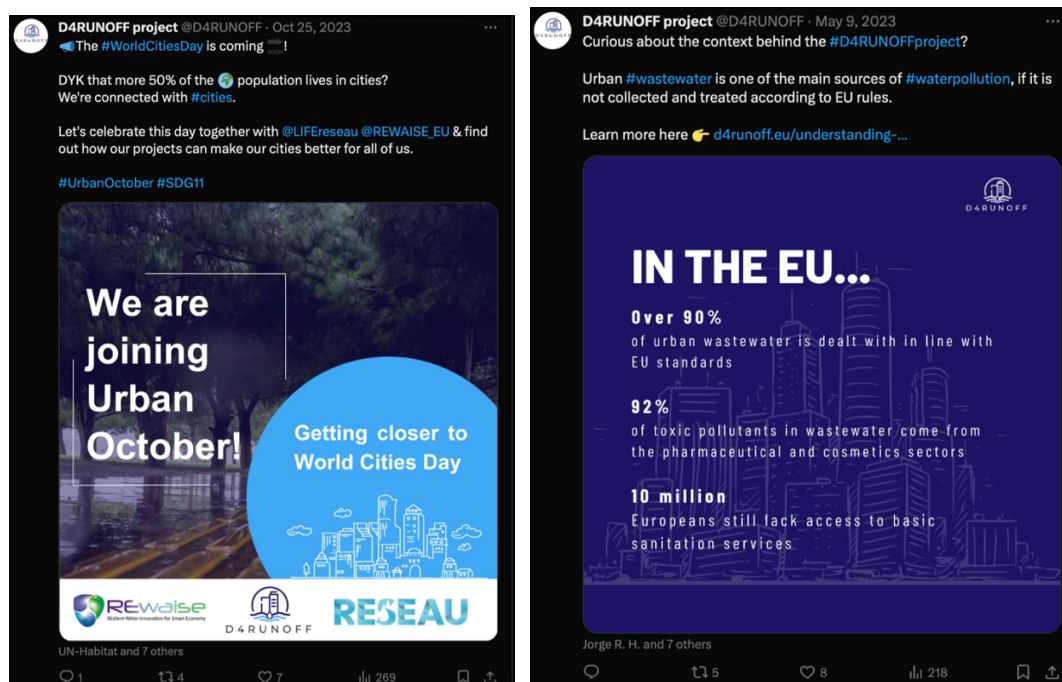 D4RUNOFF project @D4RUNOFF · Oct 25, 2023
📣The #WorldCitiesDay is coming 🔜!
DYK that more 50% of the 🌍 population lives in cities?
We're connected with #cities.
Let's celebrate this day together with @LIFEreseau @REWAISE_EU & find
out how our projects can make our cities better for all of us.
#UrbanOctober #SDG11
We are
joining
Urban
October!
Getting closer to
World Cities Day
REwaise
REsilient WAter Innovation for Smart Economy
D4RUNOFF
RESEAU
UN-Habitat and 7 others
1 4 7 269
D4RUNOFF project @D4RUNOFF · May 9, 2023
Curious about the context behind the #D4RUNOFFproject?
Urban #wastewater is one of the main sources of #waterpollution, if it is
not collected and treated according to EU rules.
Learn more here 👉 d4runoff.eu/understanding-...
D4RUNOFF
IN THE EU...
Over 90%
of urban wastewater is dealt with in line with
EU standards
92%
of toxic pollutants in wastewater come from
the pharmaceutical and cosmetics sectors
10 million
Europeans still lack access to basic
sanitation services
Jorge R. H. and 7 others
5 8 218